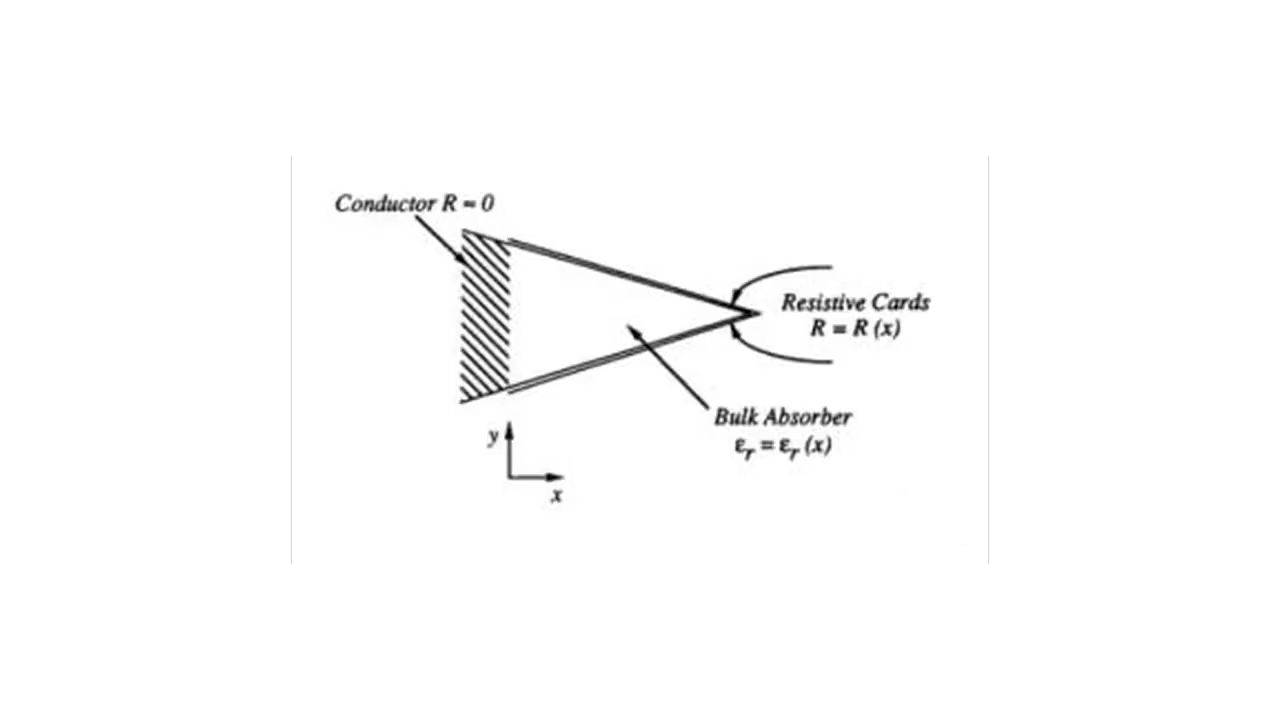 Conductor R ≈ 0
Resistive Cards
R = R (x)
Bulk Absorber
εᵣ = εᵣ (x)
y
x